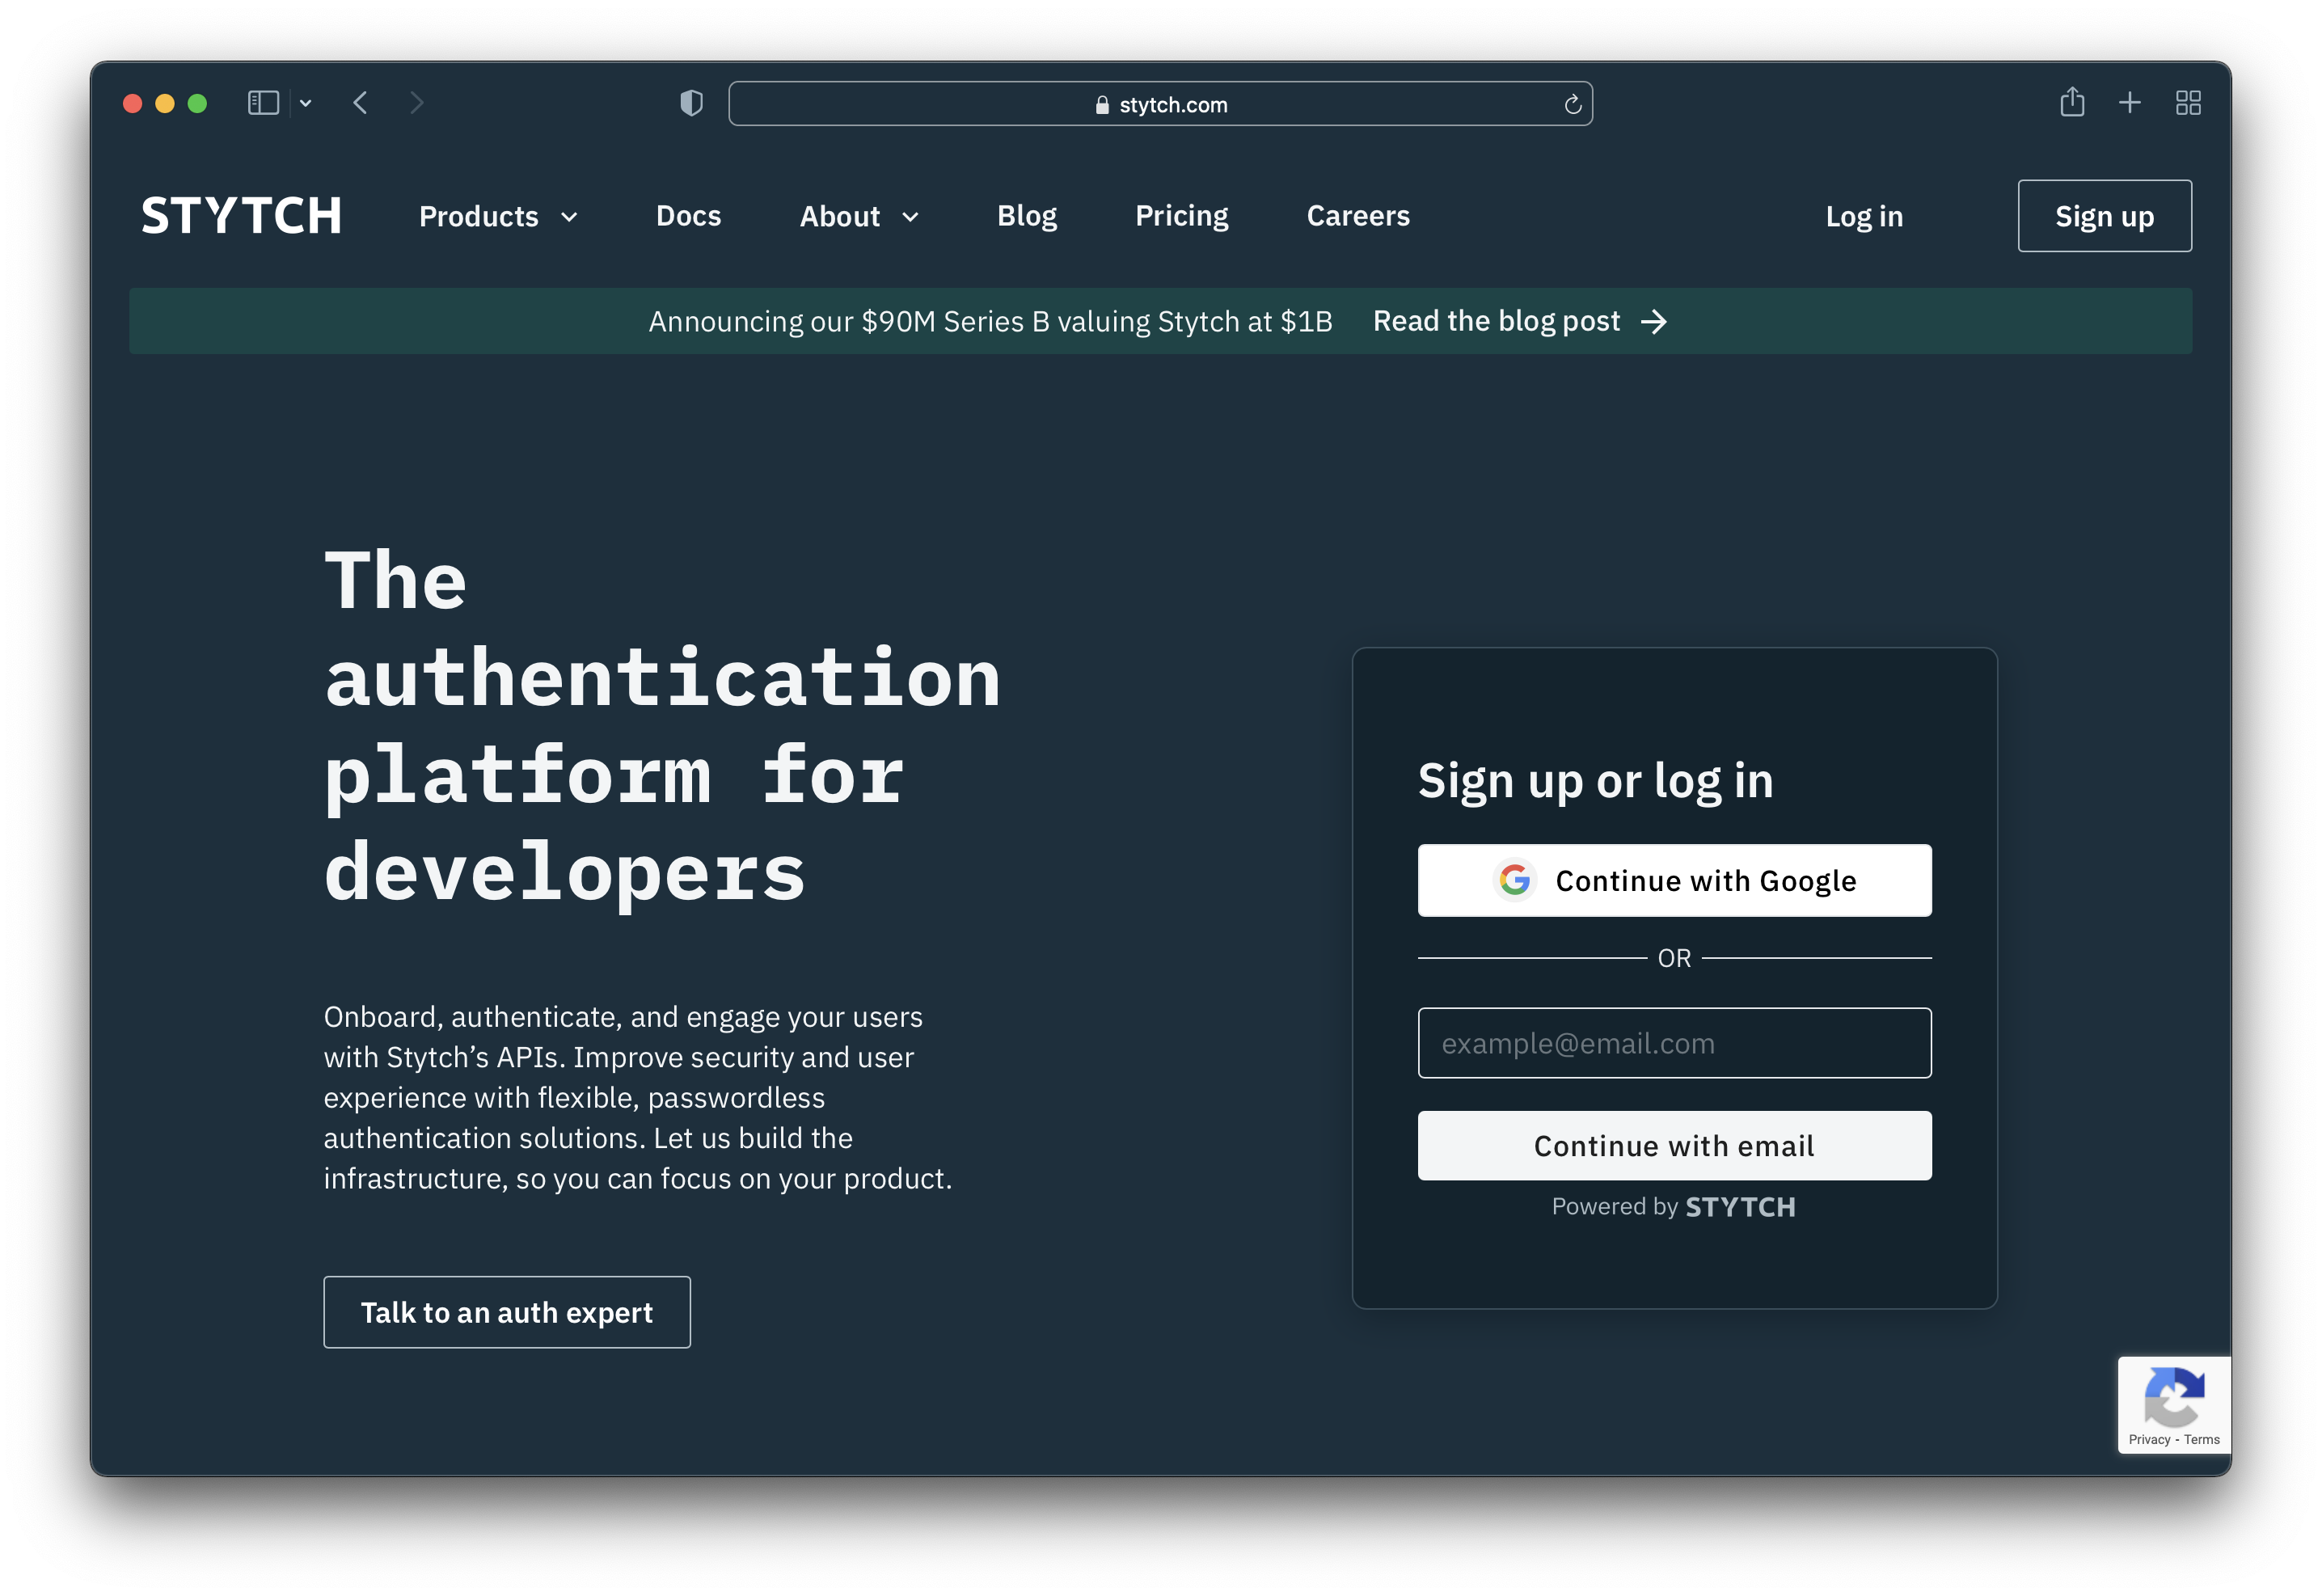 stytch.com
STYTCH
Products
Docs
About
Blog
Pricing
Careers
Log in
Sign up
Announcing our $90M Series B valuing Stytch at $1B
Read the blog post
The
authentication
platform for
developers
Onboard, authenticate, and engage your users
with Stytch’s APIs. Improve security and user
experience with flexible, passwordless
authentication solutions. Let us build the
infrastructure, so you can focus on your product.
Talk to an auth expert
Sign up or log in
Continue with Google
OR
example@email.com
Continue with email
Powered by STYTCH
Privacy - Terms